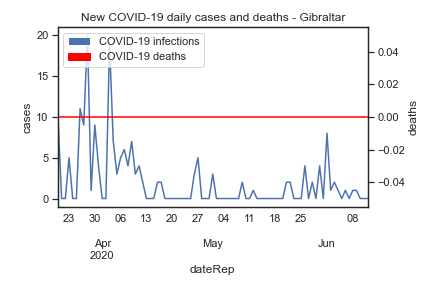 New COVID-19 daily cases and deaths - Gibraltar
COVID-19 infections
COVID-19 deaths
20
15
10
5
0
cases
0.04
0.02
0.00
−0.02
−0.04
deaths
23 30 06 13 20 27 04 11 18 25 08
Apr May Jun
2020
dateRep